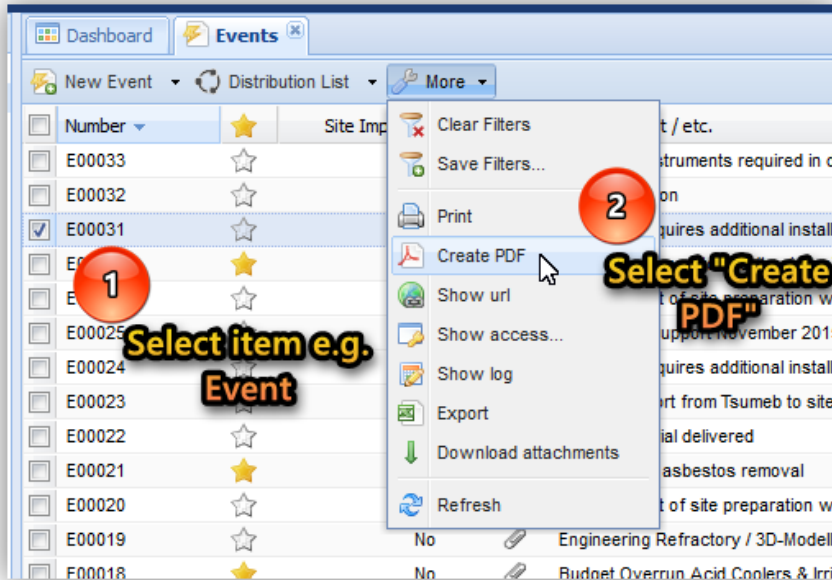 Dashboard Events
New Event Distribution List More
Number Site Imp t / etc.
Clear Filters
Save Filters...
Print
Create PDF
Show url
Show access...
Show log
Export
Download attachments
Refresh
E00033 struments required in
E00032 on
E00031 quires additional instal
1
2
Select item e.g.
Event
Select "Create
PDF"
t of site preparation w
E00025 upport November 201
E00024 quires additional instal
E00023 rt from Tsumeb to site
E00022 ial delivered
E00021 asbestos removal
E00020 t of site preparation w
E00019 No Engineering Refractory / 3D-Modell
E00018 No Budget Overrun Acid Coolers & Irri